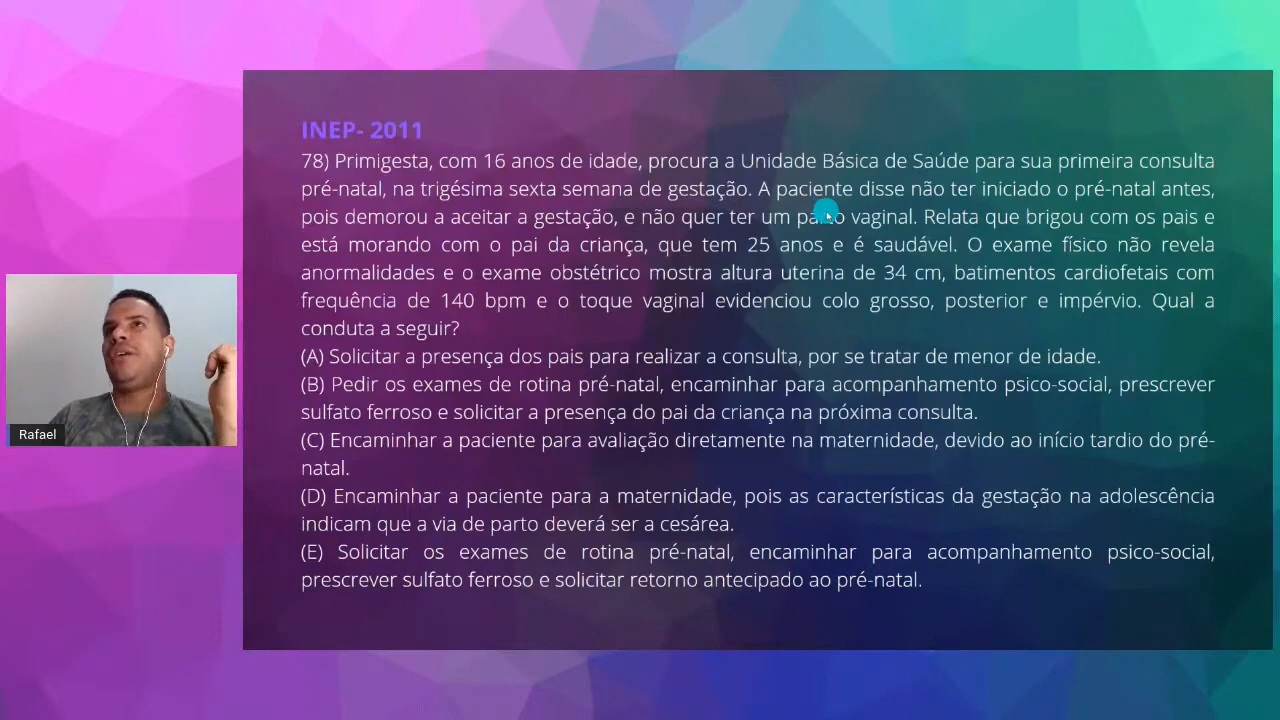 INEP- 2011
78) Primigesta, com 16 anos de idade, procura a Unidade Básica de Saúde para sua primeira consulta
pré-natal, na trigésima sexta semana de gestação. A paciente disse não ter iniciado o pré-natal antes,
pois demorou a aceitar a gestação, e não quer ter um parto vaginal. Relata que brigou com os pais e
está morando com o pai da criança, que tem 25 anos e é saudável. O exame físico não revela
anormalidades e o exame obstétrico mostra altura uterina de 34 cm, batimentos cardiofetais com
frequência de 140 bpm e o toque vaginal evidenciou colo grosso, posterior e impérvio. Qual a
conduta a seguir?
(A) Solicitar a presença dos pais para realizar a consulta, por se tratar de menor de idade.
(B) Pedir os exames de rotina pré-natal, encaminhar para acompanhamento psico-social, prescrever
sulfato ferroso e solicitar a presença do pai da criança na próxima consulta.
(C) Encaminhar a paciente para avaliação diretamente na maternidade, devido ao início tardio do pré-
natal.
(D) Encaminhar a paciente para a maternidade, pois as características da gestação na adolescência
indicam que a via de parto deverá ser a cesárea.
(E) Solicitar os exames de rotina pré-natal, encaminhar para acompanhamento psico-social,
prescrever sulfato ferroso e solicitar retorno antecipado ao pré-natal.
Rafael